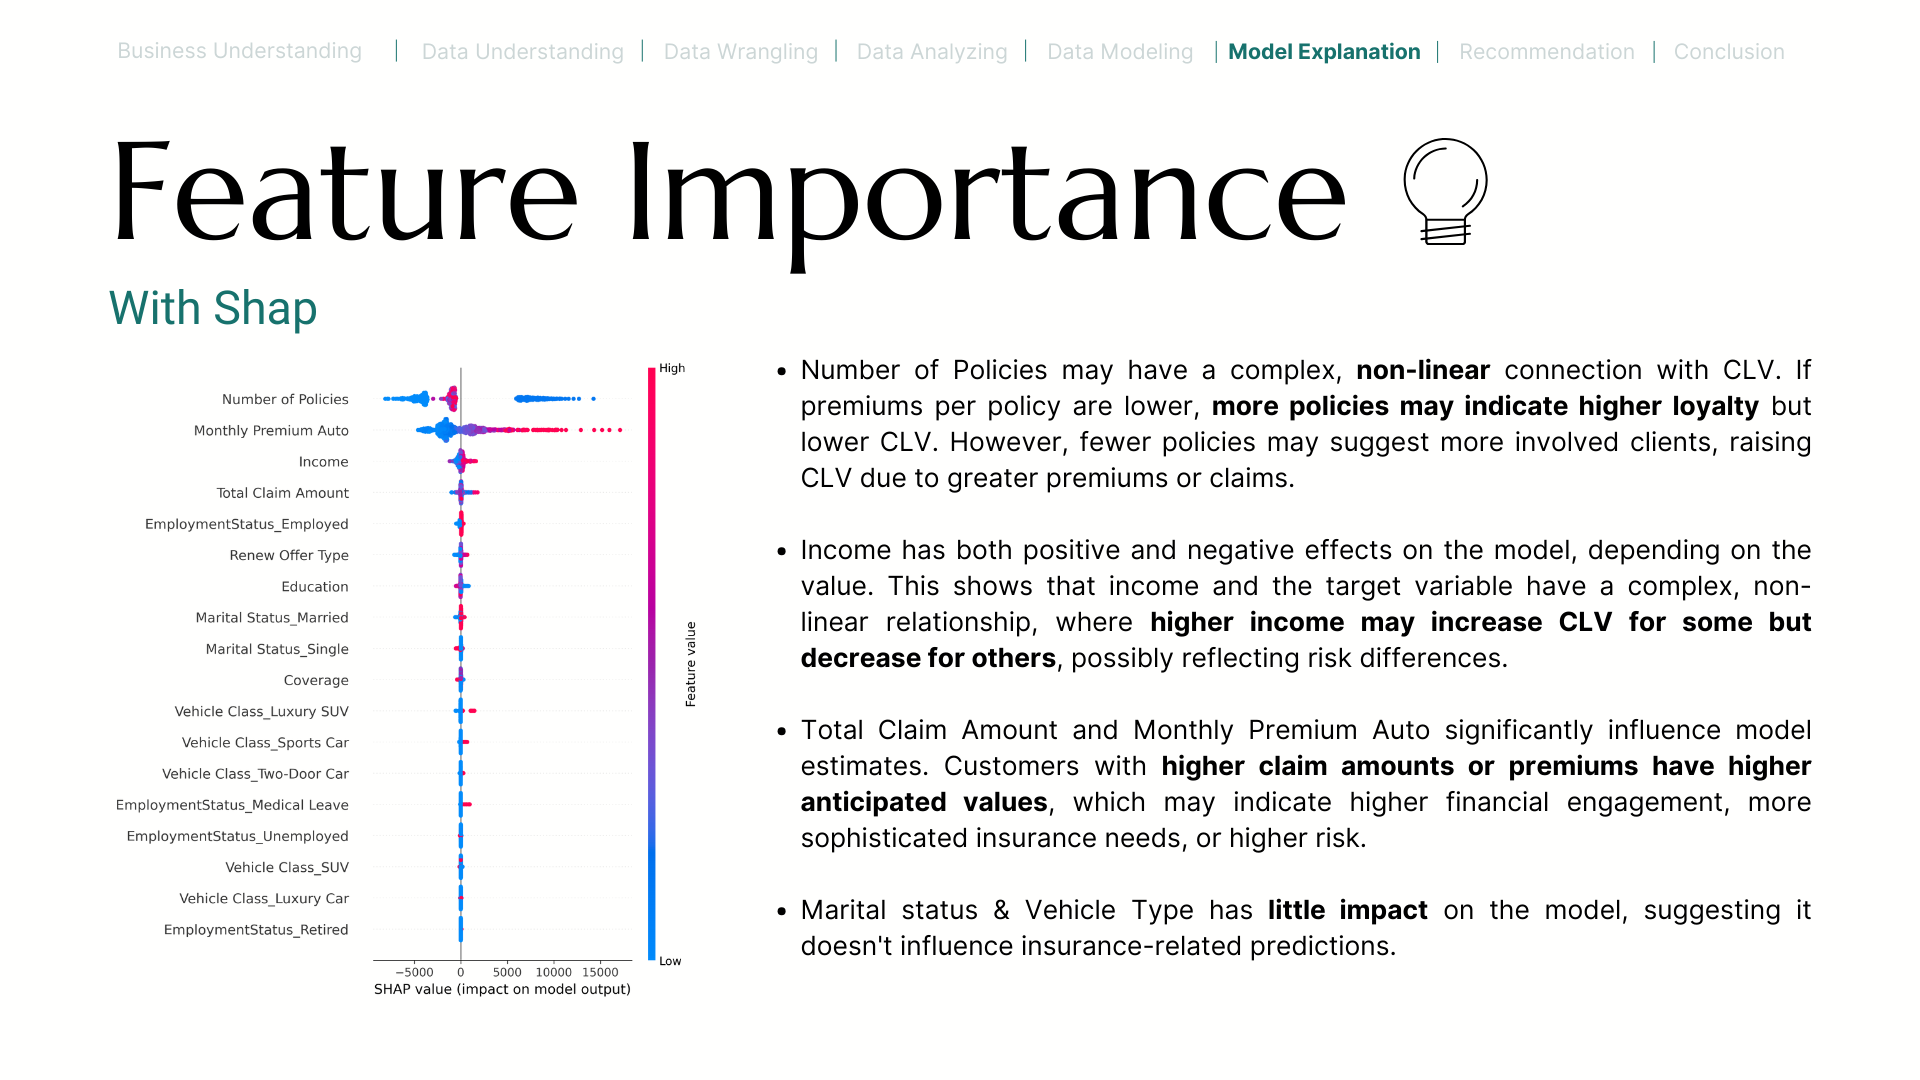 Business Understanding | Data Understanding | Data Wrangling | Data Analyzing | Data Modeling | Model Explanation | Recommendation | Conclusion
Feature Importance
With Shap
High
Number of Policies
Monthly Premium Auto
Income
Total Claim Amount
EmploymentStatus_Employed
Renew Offer Type
Education
Marital Status_Married
Marital Status_Single
Coverage
Vehicle Class_Luxury SUV
Vehicle Class_Sports Car
Vehicle Class_Two-Door Car
EmploymentStatus_Medical Leave
EmploymentStatus_Unemployed
Vehicle Class_SUV
Vehicle Class_Luxury Car
EmploymentStatus_Retired
Feature value
Low
−5000 0 5000 10000 15000
SHAP value (impact on model output)
• Number of Policies may have a complex, non-linear connection with CLV. If
premiums per policy are lower, more policies may indicate higher loyalty but
lower CLV. However, fewer policies may suggest more involved clients, raising
CLV due to greater premiums or claims.
• Income has both positive and negative effects on the model, depending on the
value. This shows that income and the target variable have a complex, non-
linear relationship, where higher income may increase CLV for some but
decrease for others, possibly reflecting risk differences.
• Total Claim Amount and Monthly Premium Auto significantly influence model
estimates. Customers with higher claim amounts or premiums have higher
anticipated values, which may indicate higher financial engagement, more
sophisticated insurance needs, or higher risk.
• Marital status & Vehicle Type has little impact on the model, suggesting it
doesn't influence insurance-related predictions.